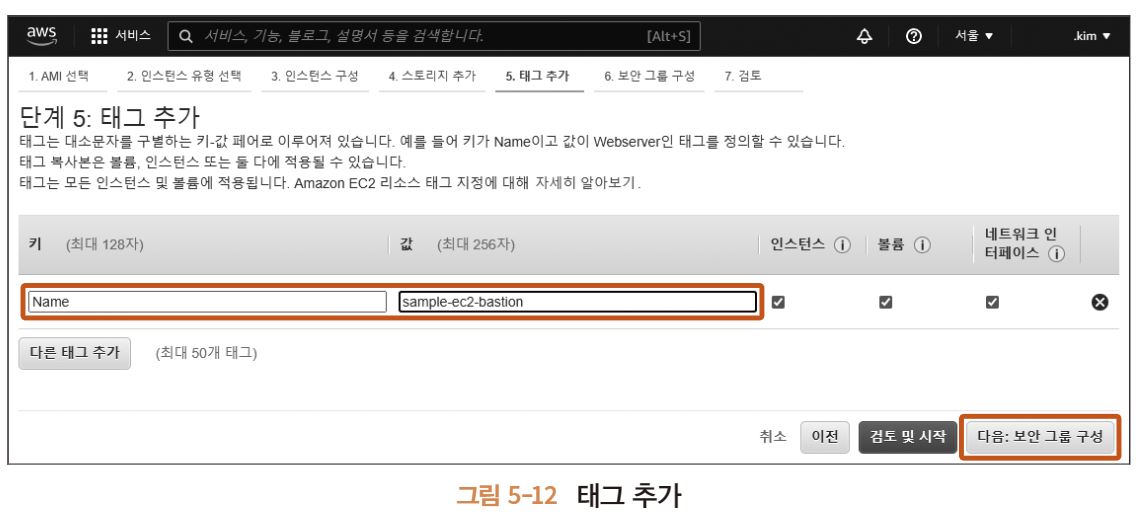 aws 서비스 서비스, 기능, 블로그, 설명서 등을 검색합니다. [Alt+S] 서울 ▼ .kim ▼
1. AMI 선택 2. 인스턴스 유형 선택 3. 인스턴스 구성 4. 스토리지 추가 5. 태그 추가 6. 보안 그룹 구성 7. 검토
단계 5: 태그 추가
태그는 대소문자를 구별하는 키-값 페어로 이루어져 있습니다. 예를 들어 키가 Name이고 값이 Webserver인 태그를 정의할 수 있습니다.
태그 복사본은 볼륨, 인스턴스 또는 둘 다에 적용될 수 있습니다.
태그는 모든 인스턴스 및 볼륨에 적용됩니다. Amazon EC2 리소스 태그 지정에 대해 자세히 알아보기.
키 (최대 128자) 값 (최대 256자) 인스턴스 볼륨 네트워크 인
터페이스
Name sample-ec2-bastion
다른 태그 추가 (최대 50개 태그)
취소 이전 검토 및 시작 다음: 보안 그룹 구성
그림 5-12 태그 추가